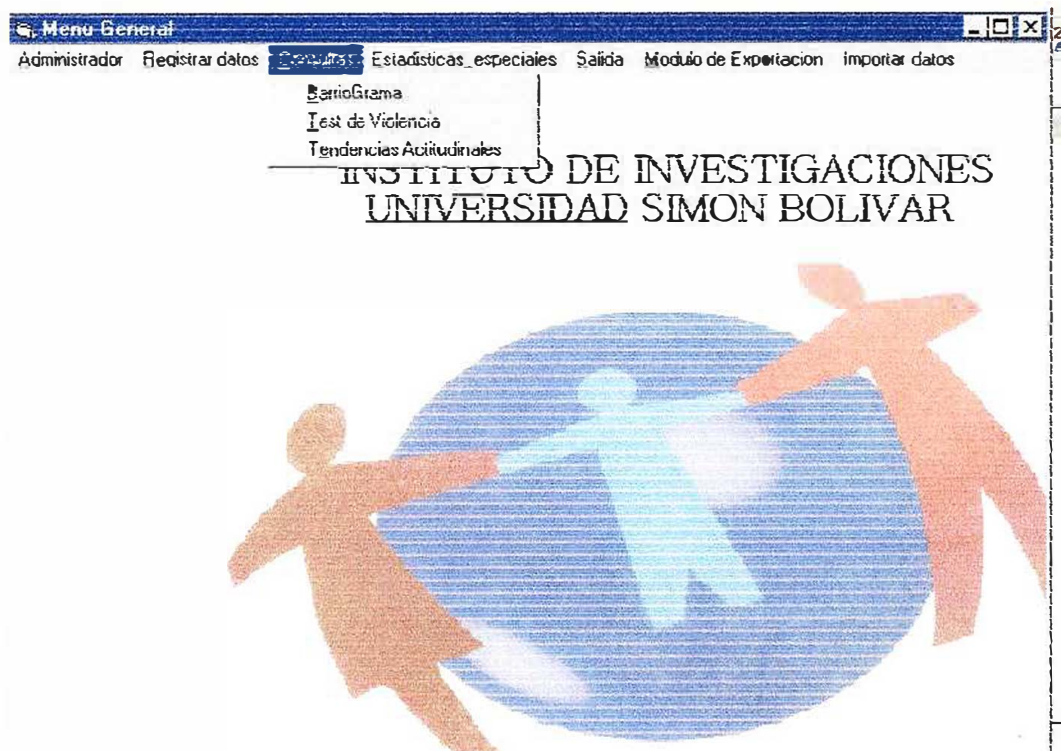 Menu General
Administrador Registrar datos Consultas Estadisticas_especiales Salida Modulo de Exportacion Importar datos
BarrioGrama
Test de Violencia
Tendencias Actitudinales
INSTITUTO DE INVESTIGACIONES
UNIVERSIDAD SIMON BOLIVAR